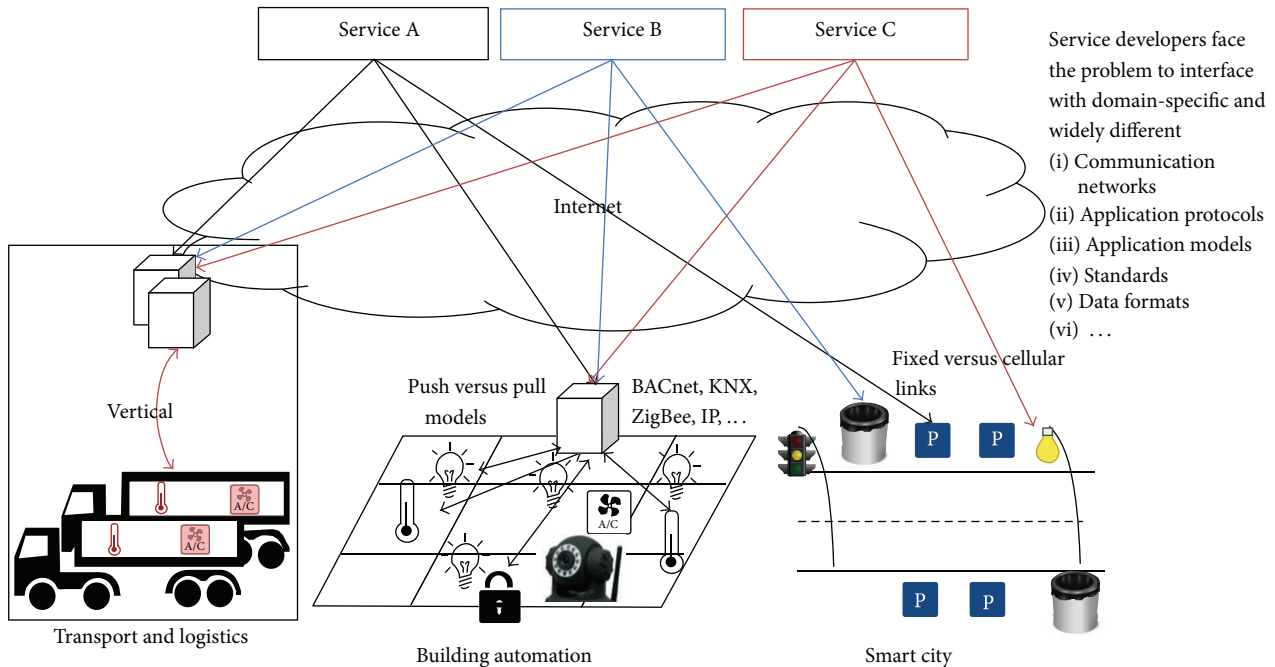 Service A
Service B
Service C
Service developers face
the problem to interface
with domain-specific and
widely different
(i) Communication
networks
(ii) Application protocols
(iii) Application models
(iv) Standards
(v) Data formats
(vi) ...
Internet
Fixed versus cellular
links
Push versus pull
models
BACnet, KNX,
ZigBee, IP, ...
Vertical
A/C
A/C
A/C
P
P
P
P
Transport and logistics
Building automation
Smart city